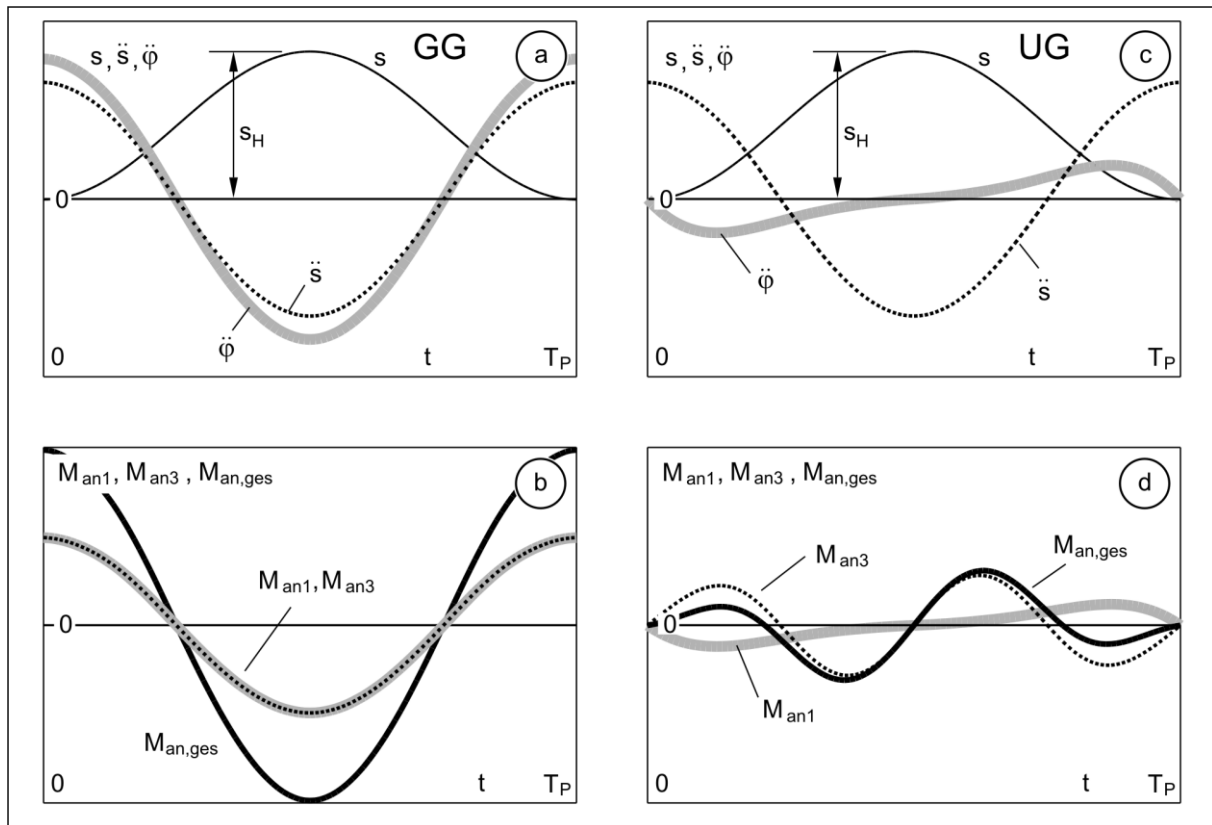 s, s̈, φ̈
GG
a
s
s_H
0
s̈
φ̈
0
t
T_P
s, s̈, φ̈
UG
c
s
s_H
0
φ̈
s̈
0
t
T_P
M_an1, M_an3 , M_an,ges
b
0
M_an1, M_an3
M_an,ges
0
t
T_P
M_an1, M_an3 , M_an,ges
d
M_an3
M_an,ges
0
M_an1
0
t
T_P